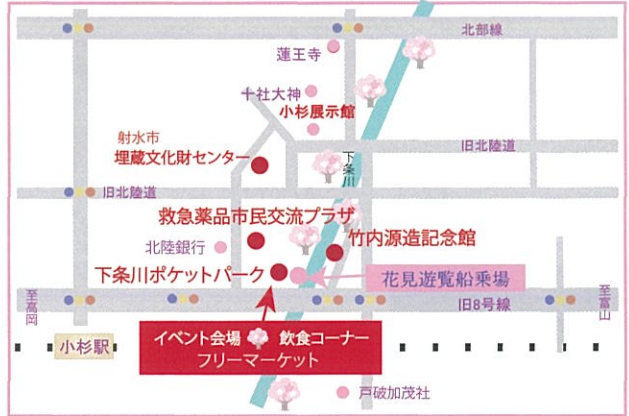 北部線
蓮王寺
十社大神
小杉展示館
射水市
埋蔵文化財センター
旧北陸道
下条川
旧北陸道
救急薬品市民交流プラザ
北陸銀行
竹内源造記念館
下条川ポケットパーク
花見遊覧船乗場
至高岡
旧8号線
至富山
小杉駅
イベント会場 飲食コーナー
フリーマーケット
戸破加茂社